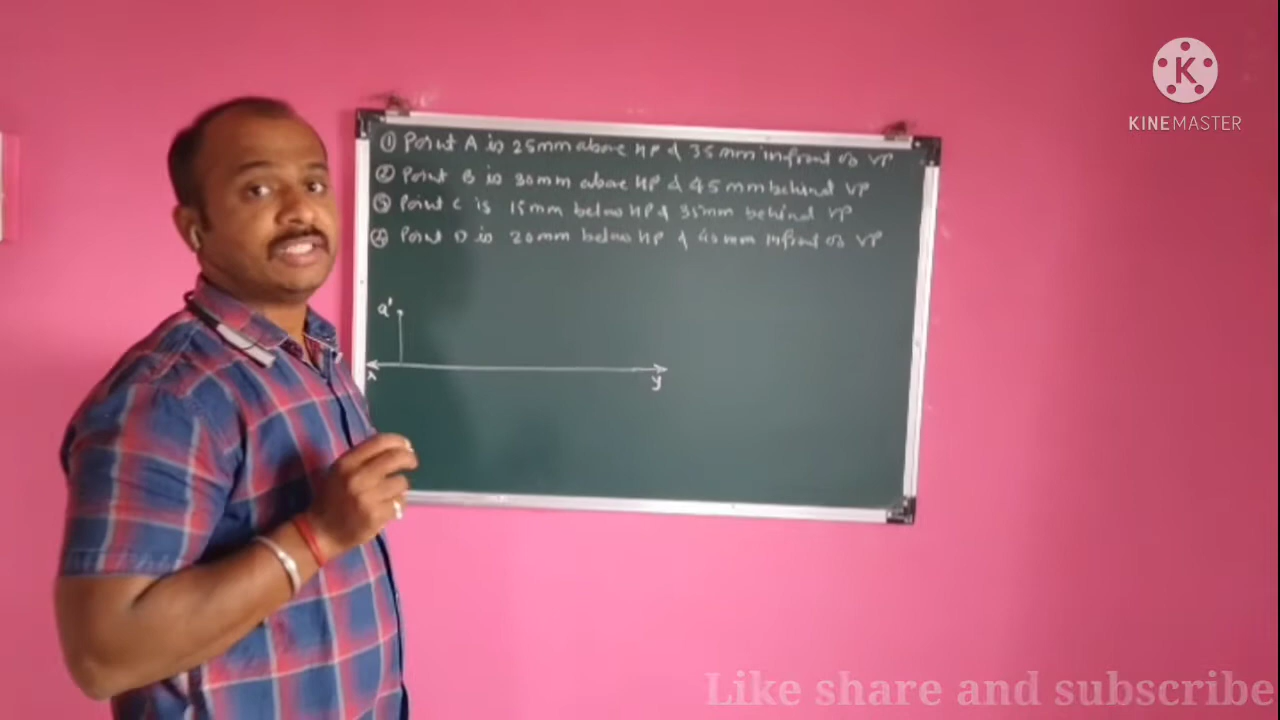 ① Point A is 25mm above HP & 35mm infront of VP
② Point B is 30mm above HP & 45mm behind VP
③ Point C is 15mm below HP & 35mm behind VP
④ Point D is 20mm below HP & 40mm infront of VP
a'
x
y
K
KINEMASTER
Like share and subscribe